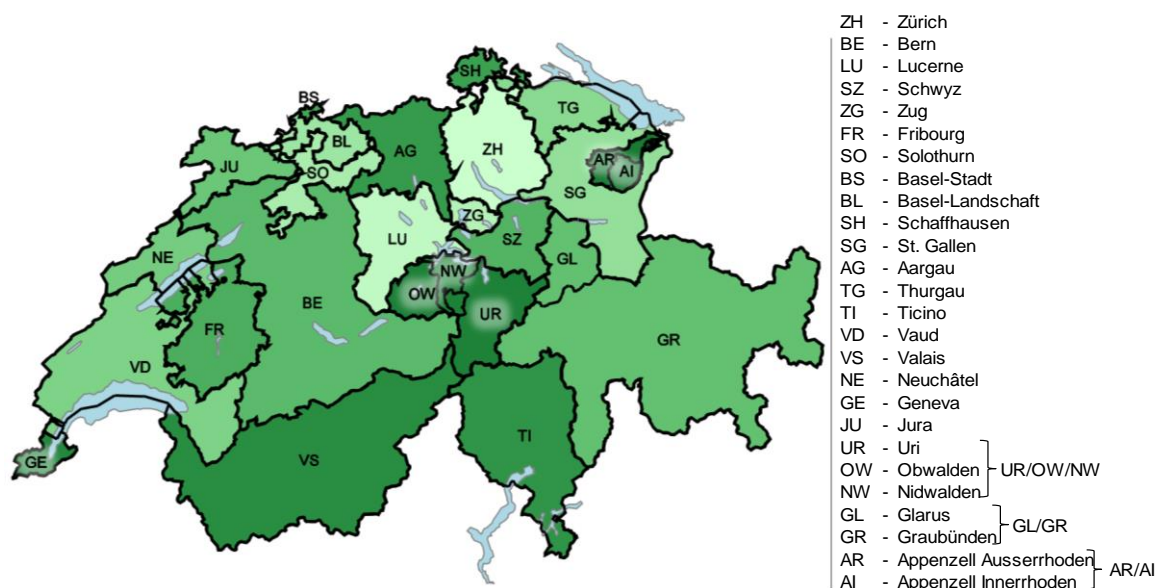 ZH - Zürich
BE - Bern
LU - Lucerne
SZ - Schwyz
ZG - Zug
FR - Fribourg
SO - Solothurn
BS - Basel-Stadt
BL - Basel-Landschaft
SH - Schaffhausen
SG - St. Gallen
AG - Aargau
TG - Thurgau
TI - Ticino
VD - Vaud
VS - Valais
NE - Neuchâtel
GE - Geneva
JU - Jura
UR - Uri
OW - Obwalden UR/OW/NW
NW - Nidwalden
GL - Glarus
GL/GR
GR - Graubünden
AR - Appenzell Ausserrhoden
AR/AI
AI - Appenzell Innerrhoden
SH
BS
TG
BL
AG
ZH
AR
JU
SO
AI
SG
ZG
LU
SZ
NE
GL
NW
OW
BE
UR
FR
GR
VD
TI
VS
GE